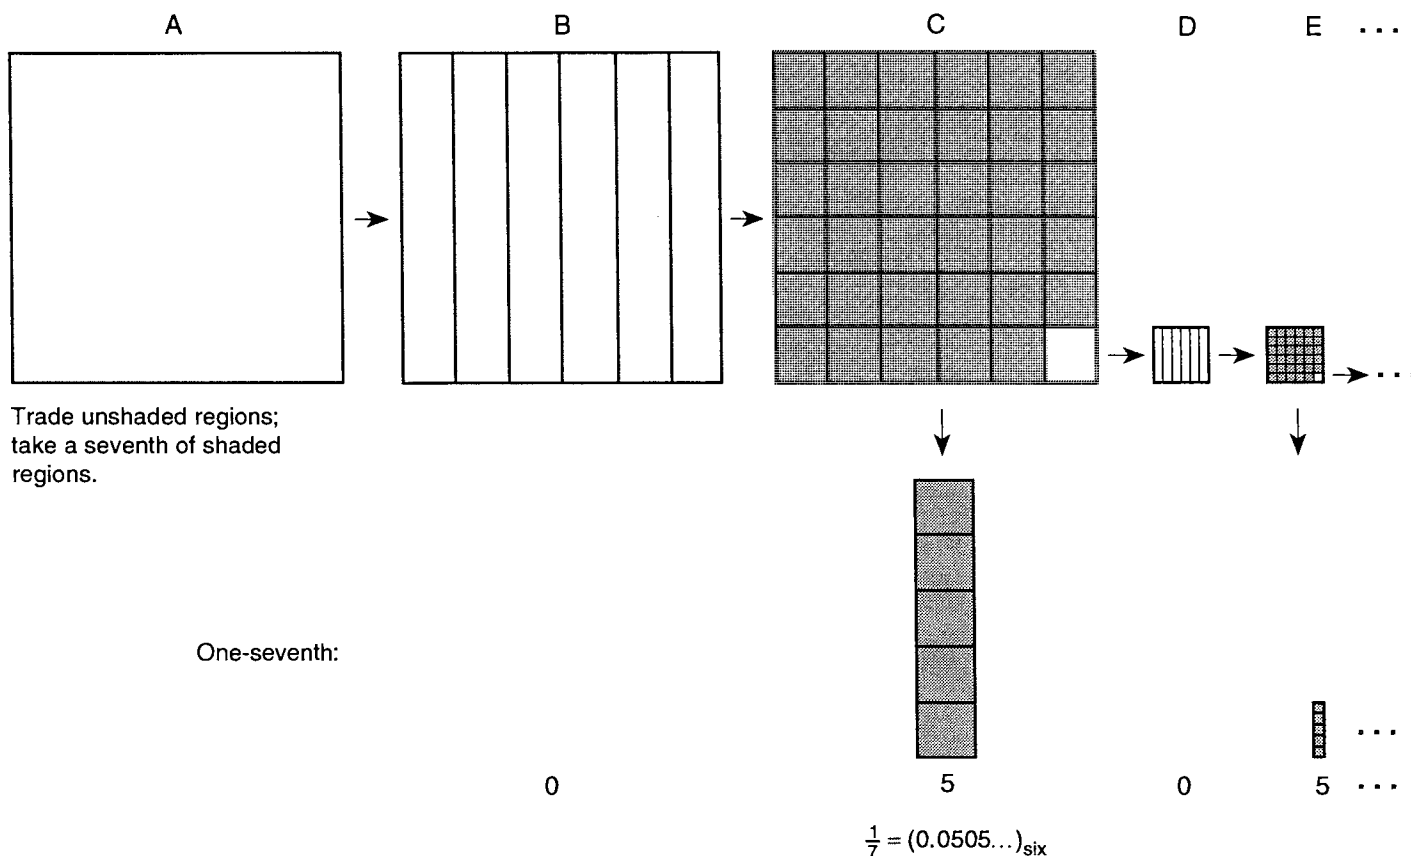 A B C D E ...
Trade unshaded regions;
take a seventh of shaded
regions.
...
One-seventh:
...
0 5 0 5 ...
1/7 = (0.0505...)six